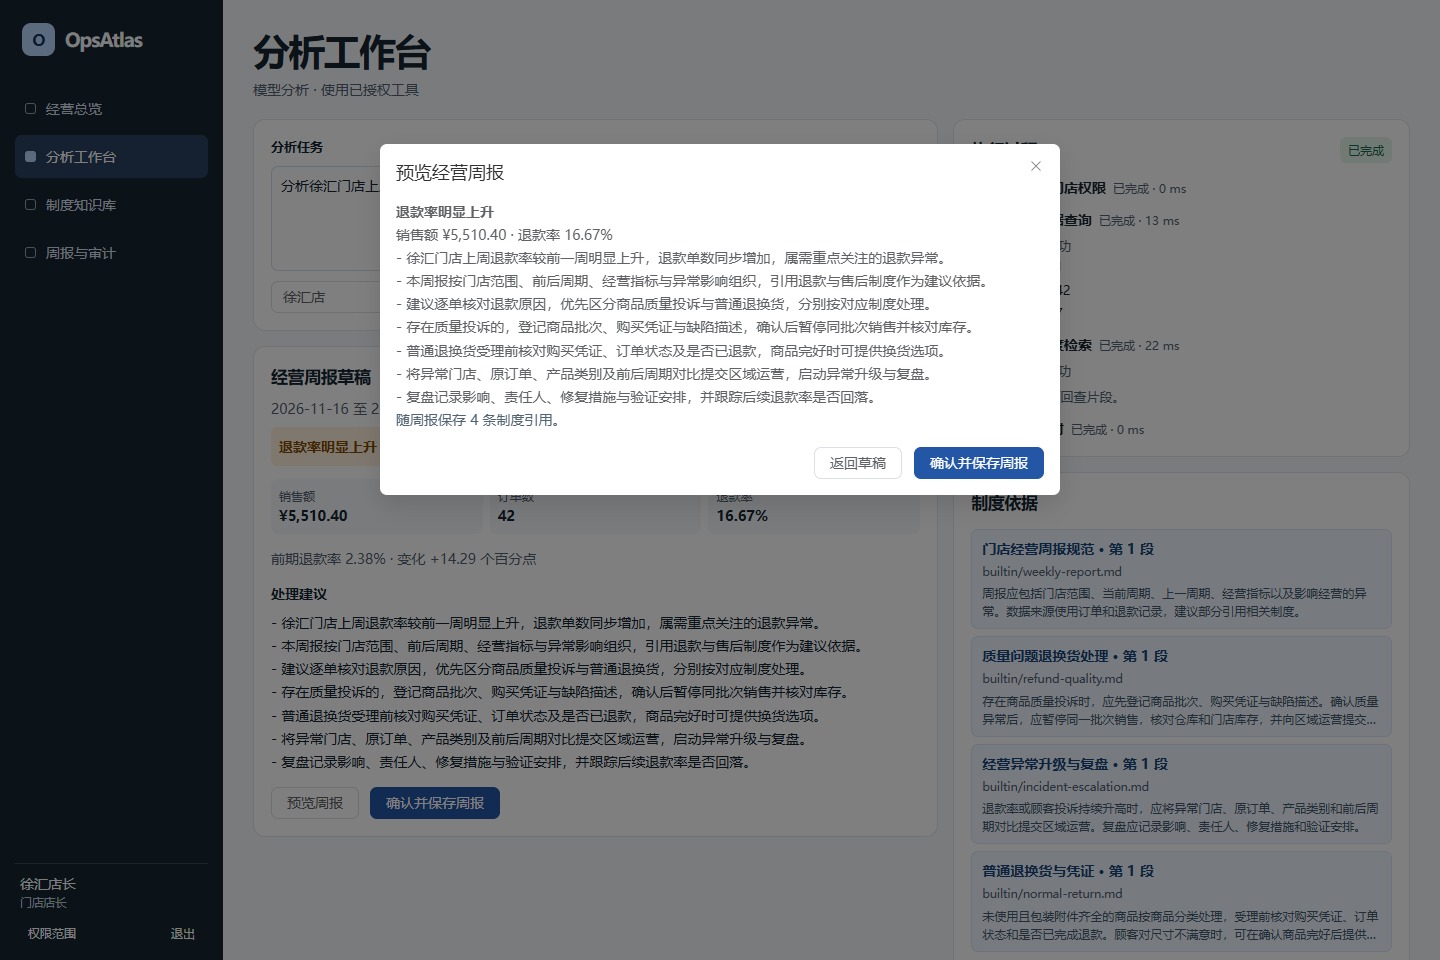 OpsAtlas
经营总览
分析工作台
制度知识库
周报与审计
徐汇店长
门店店长
权限范围
退出
分析工作台
模型分析 · 使用已授权工具
分析任务
分析徐汇门店上
徐汇店
经营周报草稿
2026-11-16 至 2
退款率明显上升
销售额
¥5,510.40
订单数
42
退款率
16.67%
前期退款率 2.38% · 变化 +14.29 个百分点
处理建议
- 徐汇门店上周退款率较前一周明显上升，退款单数同步增加，属需重点关注的退款异常。
- 本周报按门店范围、前后周期、经营指标与异常影响组织，引用退款与售后制度作为建议依据。
- 建议逐单核对退款原因，优先区分商品质量投诉与普通退换货，分别按对应制度处理。
- 存在质量投诉的，登记商品批次、购买凭证与缺陷描述，确认后暂停同批次销售并核对库存。
- 普通退换货受理前核对购买凭证、订单状态及是否已退款，商品完好时可提供换货选项。
- 将异常门店、原订单、产品类别及前后周期对比提交区域运营，启动异常升级与复盘。
- 复盘记录影响、责任人、修复措施与验证安排，并跟踪后续退款率是否回落。
预览周报
确认并保存周报
预览经营周报
退款率明显上升
销售额 ¥5,510.40 · 退款率 16.67%
- 徐汇门店上周退款率较前一周明显上升，退款单数同步增加，属需重点关注的退款异常。
- 本周报按门店范围、前后周期、经营指标与异常影响组织，引用退款与售后制度作为建议依据。
- 建议逐单核对退款原因，优先区分商品质量投诉与普通退换货，分别按对应制度处理。
- 存在质量投诉的，登记商品批次、购买凭证与缺陷描述，确认后暂停同批次销售并核对库存。
- 普通退换货受理前核对购买凭证、订单状态及是否已退款，商品完好时可提供换货选项。
- 将异常门店、原订单、产品类别及前后周期对比提交区域运营，启动异常升级与复盘。
- 复盘记录影响、责任人、修复措施与验证安排，并跟踪后续退款率是否回落。
随周报保存 4 条制度引用。
返回草稿
确认并保存周报
已完成
店权限 已完成 · 0 ms
查询 已完成 · 13 ms
功
42
检索 已完成 · 22 ms
功
回查片段。
已完成 · 0 ms
制度依据
门店经营周报规范 • 第 1 段
builtin/weekly-report.md
周报应包括门店范围、当前周期、上一周期、经营指标以及影响经营的异
常。数据来源使用订单和退款记录，建议部分引用相关制度。
质量问题退换货处理 • 第 1 段
builtin/refund-quality.md
存在商品质量投诉时，应先登记商品批次、购买凭证与缺陷描述。确认质量
异常后，应暂停同一批次销售，核对仓库和门店库存，并向区域运营提交...
经营异常升级与复盘 • 第 1 段
builtin/incident-escalation.md
退款率或顾客投诉持续升高时，应将异常门店、原订单、产品类别和前后周
期对比提交区域运营。复盘应记录影响、责任人、修复措施和验证安排。
普通退换货与凭证 • 第 1 段
builtin/normal-return.md
未使用且包装附件齐全的商品按商品分类处理，受理前核对购买凭证、订单
状态和是否已完成退款。顾客对尺寸不满意时，可在确认商品完好后提供...